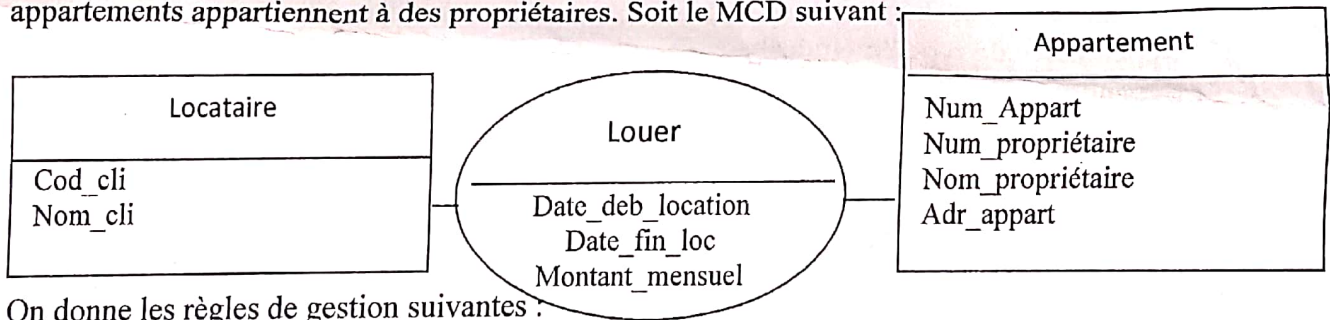 appartements appartiennent à des propriétaires. Soit le MCD suivant :
Locataire
Cod_cli
Nom_cli
Louer
Date_deb_location
Date_fin_loc
Montant_mensuel
Appartement
Num_Appart
Num_propriétaire
Nom_propriétaire
Adr_appart
On donne les règles de gestion suivantes :